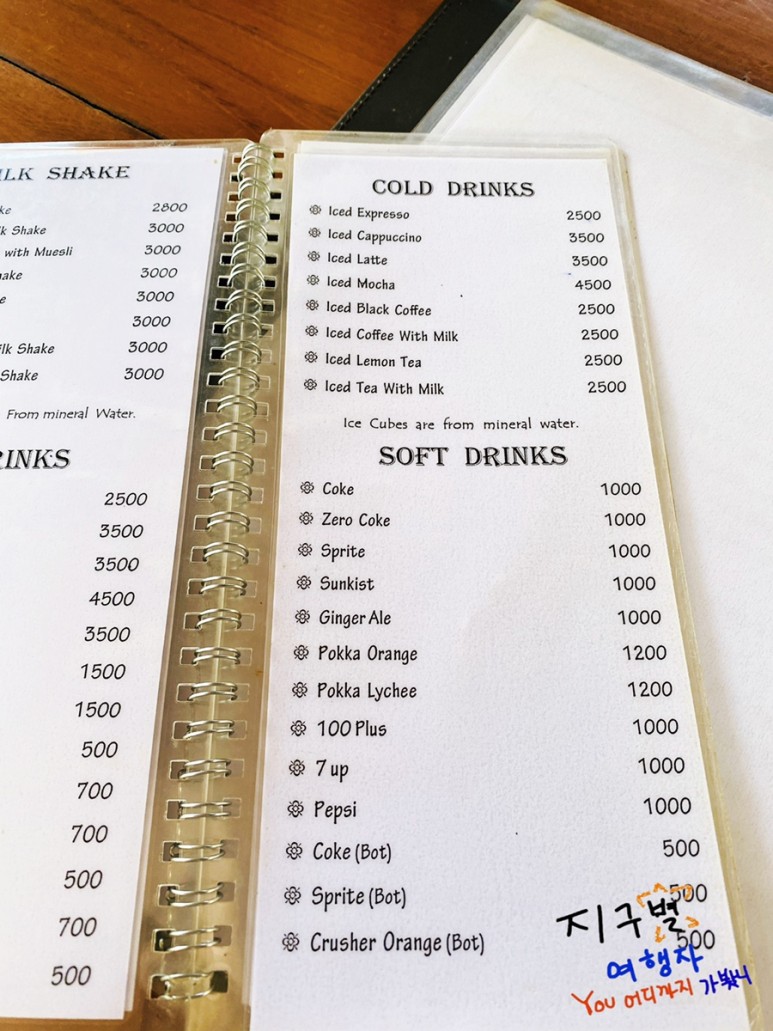 SHAKE
2800
Shake 3000
with Muesli 3000
3000
3000
3000
Shake 3000
Shake 3000
From mineral Water.
2500
3500
3500
4500
3500
1500
1500
500
700
700
500
700
500
COLD DRINKS
Iced Expresso 2500
Iced Cappuccino 3500
Iced Latte 3500
Iced Mocha 4500
Iced Black Coffee 2500
Iced Coffee With Milk 2500
Iced Lemon Tea 2500
Iced Tea With Milk 2500
Ice Cubes are from mineral water.
SOFT DRINKS
Coke 1000
Zero Coke 1000
Sprite 1000
Sunkist 1000
Ginger Ale 1000
Pokka Orange 1200
Pokka Lychee 1200
100 Plus 1000
7 up 1000
Pepsi 1000
Coke (Bot) 500
Sprite (Bot) 500
Crusher Orange (Bot) 500
지구별
여행자
You 어디까지 가봤니